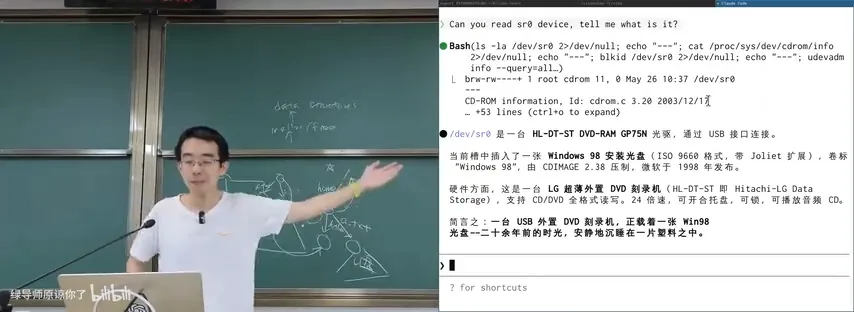 data structures
home
a.txt
绿导师原谅你了 bilibili
Claude Code
> Can you read sr0 device, tell me what is it?
● Bash(ls -la /dev/sr0 2>/dev/null; echo "---"; cat /proc/sys/dev/cdrom/info
2>/dev/null; echo "---"; blkid /dev/sr0 2>/dev/null; echo "---"; udevadm
info --query=all…)
⎿ brw-rw----+ 1 root cdrom 11, 0 May 26 10:37 /dev/sr0
---
CD-ROM information, Id: cdrom.c 3.20 2003/12/17
… +53 lines (ctrl+o to expand)
● /dev/sr0 是一台 HL-DT-ST DVD-RAM GP75N 光驱，通过 USB 接口连接。
当前槽中插入了一张 Windows 98 安装光盘（ISO 9660 格式，带 Joliet 扩展），卷标
"Windows 98"，由 CDIMAGE 2.38 压制，微软于 1998 年发布。
硬件方面，这是一台 LG 超薄外置 DVD 刻录机（HL-DT-ST 即 Hitachi-LG Data
Storage），支持 CD/DVD 全格式读写。24 倍速，可开合托盘，可锁，可播放音频 CD。
简言之：一台 USB 外置 DVD 刻录机，正载着一张 Win98
光盘--二十余年前的时光，安静地沉睡在一片塑料之中。
>
? for shortcuts